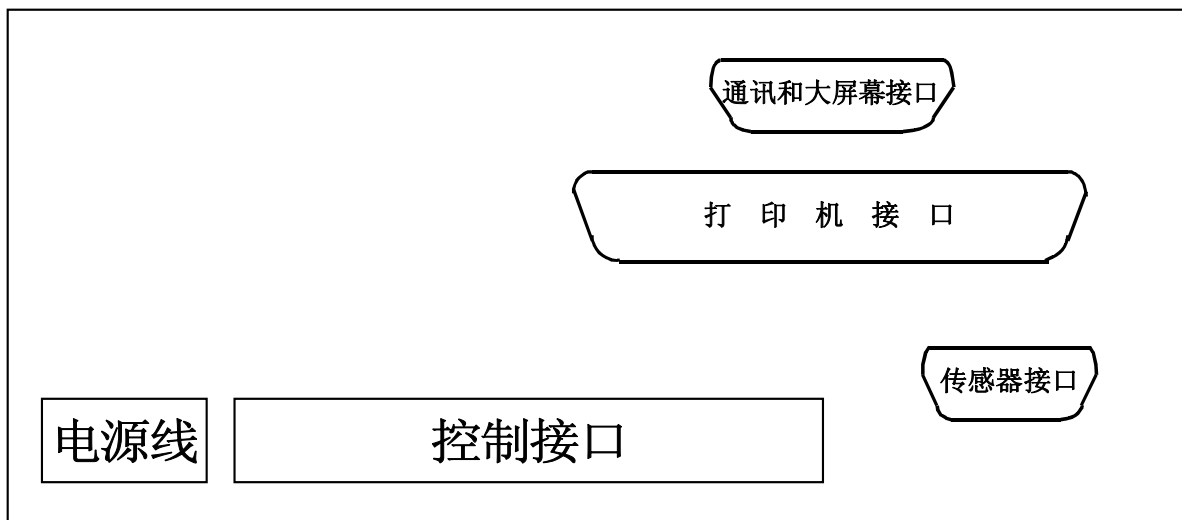 通讯和大屏幕接口
打 印 机 接 口
传感器接口
电源线
控制接口